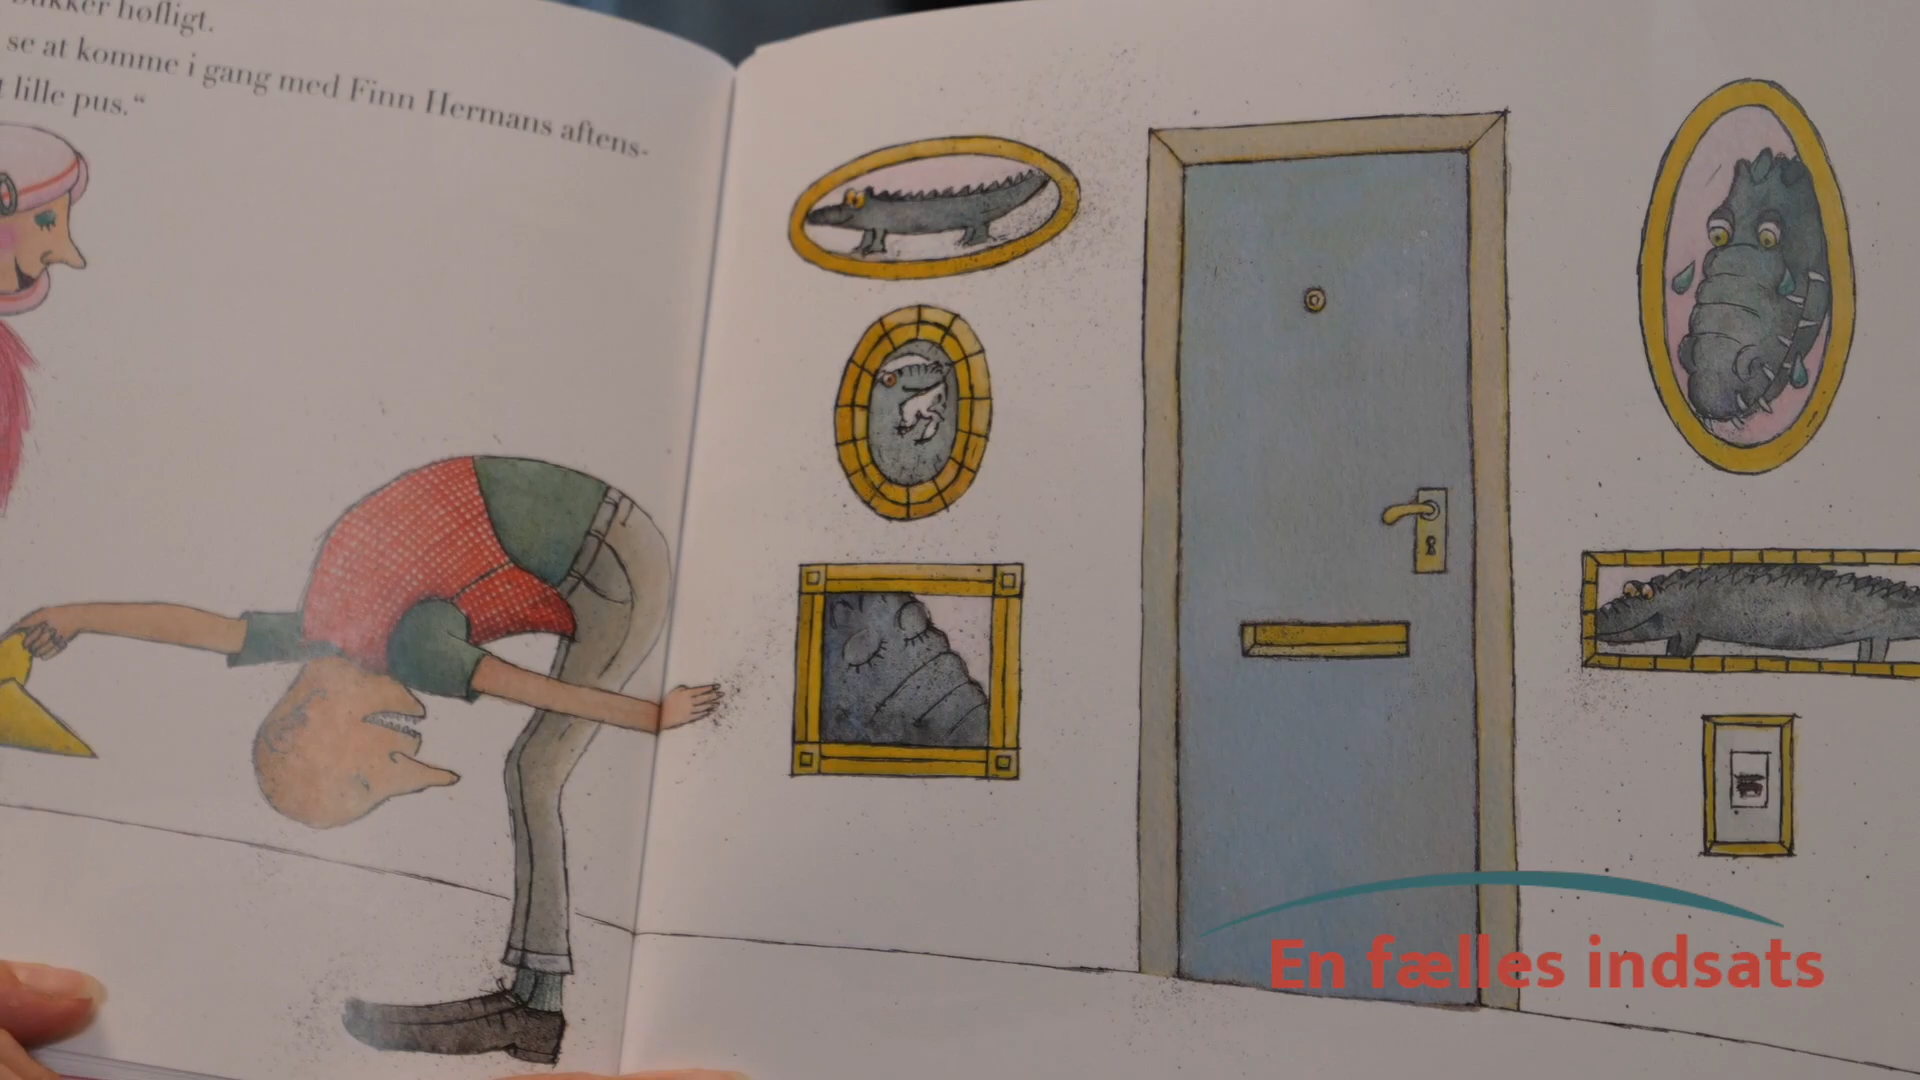 bukker høfligt.
se at komme i gang med Finn Hermans aftens-
lille pus.“
En fælles indsats